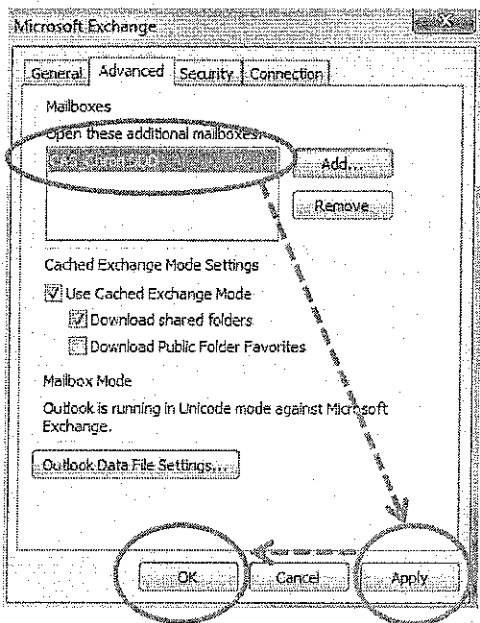 Microsoft Exchange
General Advanced Security Connection
Mailboxes
Open these additional mailboxes:
Add...
Remove
Cached Exchange Mode Settings
Use Cached Exchange Mode
Download shared folders
Download Public Folder Favorites
Mailbox Mode
Outlook is running in Unicode mode against Microsoft
Exchange.
Outlook Data File Settings...
OK Cancel Apply